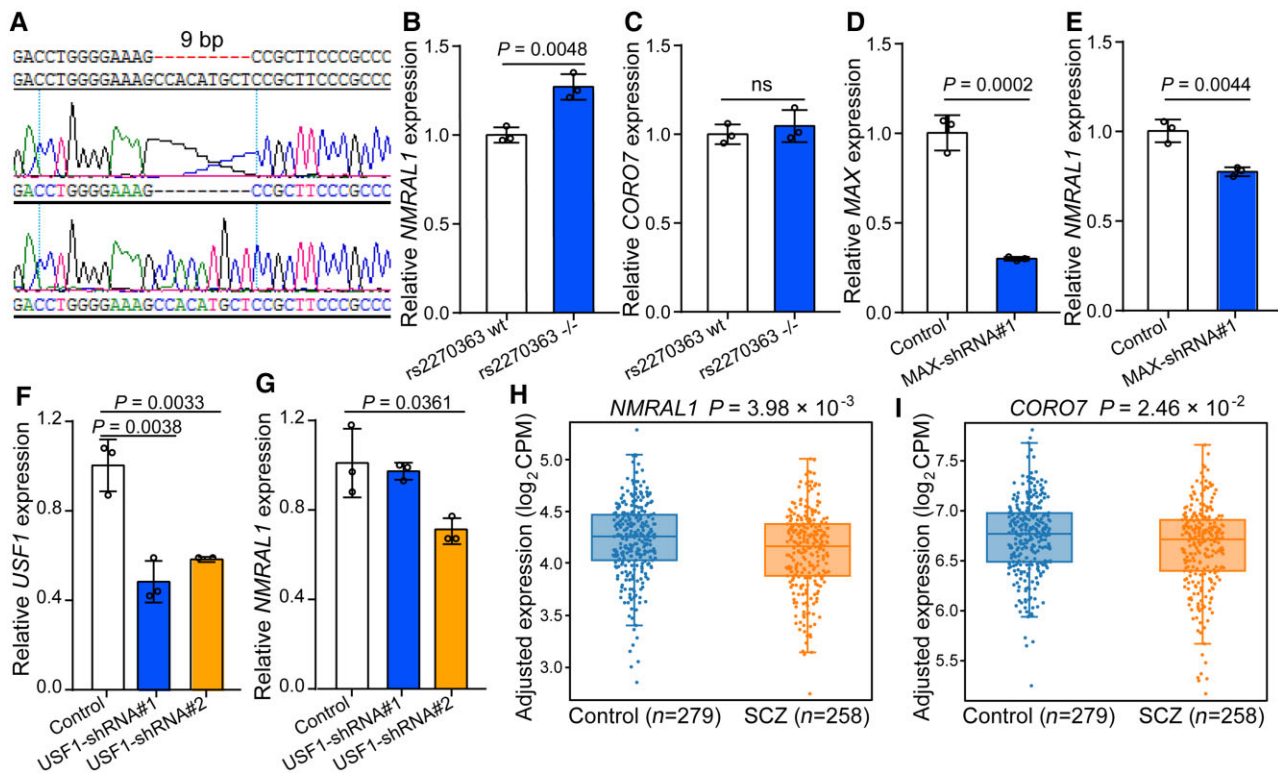 A
9 bp
GACCTGGGGAAAG---------CCGCTTCCCGCCC
GACCTGGGGAAAGCCACATGCTCCGCTTCCCGCCC
GACCTGGGGAAAG---------CCGCTTCCCGCCC
GACCTGGGGAAAGCCACATGCTCCGCTTCCCGCCC
B
Relative NMRAL1 expression
1.5
1.0
0.5
0.0
P = 0.0048
rs2270363 wt
rs2270363 -/-
C
Relative CORO7 expression
1.5
1.0
0.5
0.0
ns
rs2270363 wt
rs2270363 -/-
D
Relative MAX expression
1.5
1.0
0.5
0.0
P = 0.0002
Control
MAX-shRNA#1
E
Relative NMRAL1 expression
1.5
1.0
0.5
0.0
P = 0.0044
Control
MAX-shRNA#1
F
Relative USF1 expression
1.2
0.8
0.4
0.0
P = 0.0033
P = 0.0038
Control
USF1-shRNA#1
USF1-shRNA#2
G
Relative NMRAL1 expression
1.2
0.8
0.4
0.0
P = 0.0361
Control
USF1-shRNA#1
USF1-shRNA#2
H
NMRAL1 P = 3.98 × 10⁻³
Adjusted expression (log₂ CPM)
5.0
4.5
4.0
3.5
3.0
Control (n=279)
SCZ (n=258)
I
CORO7 P = 2.46 × 10⁻²
Adjusted expression (log₂ CPM)
7.5
7.0
6.5
6.0
5.5
Control (n=279)
SCZ (n=258)